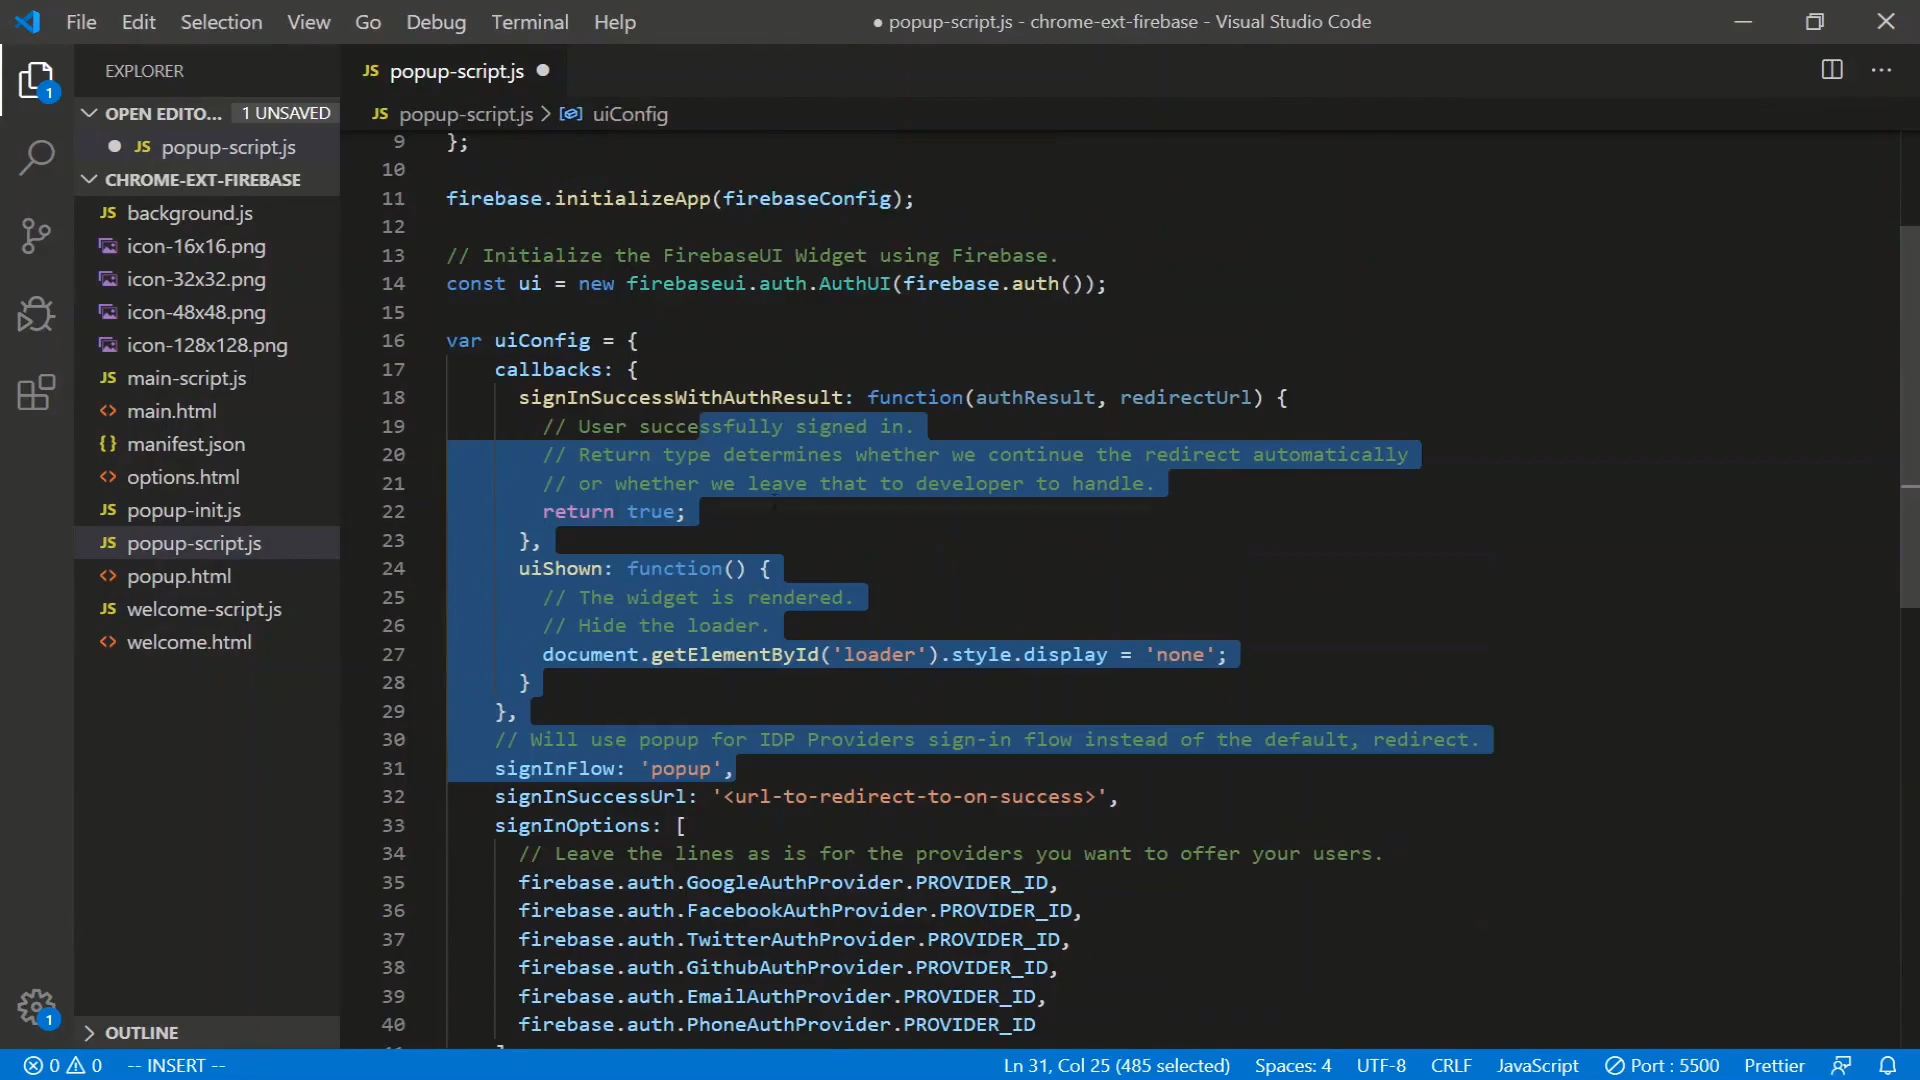 File Edit Selection View Go Debug Terminal Help
● popup-script.js - chrome-ext-firebase - Visual Studio Code
EXPLORER
1
OPEN EDITO... 1 UNSAVED
JS popup-script.js
CHROME-EXT-FIREBASE
JS background.js
icon-16x16.png
icon-32x32.png
icon-48x48.png
icon-128x128.png
JS main-script.js
<> main.html
{} manifest.json
<> options.html
JS popup-init.js
JS popup-script.js
<> popup.html
JS welcome-script.js
<> welcome.html
OUTLINE
1
JS popup-script.js ●
JS popup-script.js > uiConfig
9 };
10
11 firebase.initializeApp(firebaseConfig);
12
13 // Initialize the FirebaseUI Widget using Firebase.
14 const ui = new firebaseui.auth.AuthUI(firebase.auth());
15
16 var uiConfig = {
17 callbacks: {
18 signInSuccessWithAuthResult: function(authResult, redirectUrl) {
19 // User successfully signed in.
20 // Return type determines whether we continue the redirect automatically
21 // or whether we leave that to developer to handle.
22 return true;
23 },
24 uiShown: function() {
25 // The widget is rendered.
26 // Hide the loader.
27 document.getElementById('loader').style.display = 'none';
28 }
29 },
30 // Will use popup for IDP Providers sign-in flow instead of the default, redirect.
31 signInFlow: 'popup',
32 signInSuccessUrl: '<url-to-redirect-to-on-success>',
33 signInOptions: [
34 // Leave the lines as is for the providers you want to offer your users.
35 firebase.auth.GoogleAuthProvider.PROVIDER_ID,
36 firebase.auth.FacebookAuthProvider.PROVIDER_ID,
37 firebase.auth.TwitterAuthProvider.PROVIDER_ID,
38 firebase.auth.GithubAuthProvider.PROVIDER_ID,
39 firebase.auth.EmailAuthProvider.PROVIDER_ID,
40 firebase.auth.PhoneAuthProvider.PROVIDER_ID
0 0 -- INSERT -- Ln 31, Col 25 (485 selected) Spaces: 4 UTF-8 CRLF JavaScript Port : 5500 Prettier